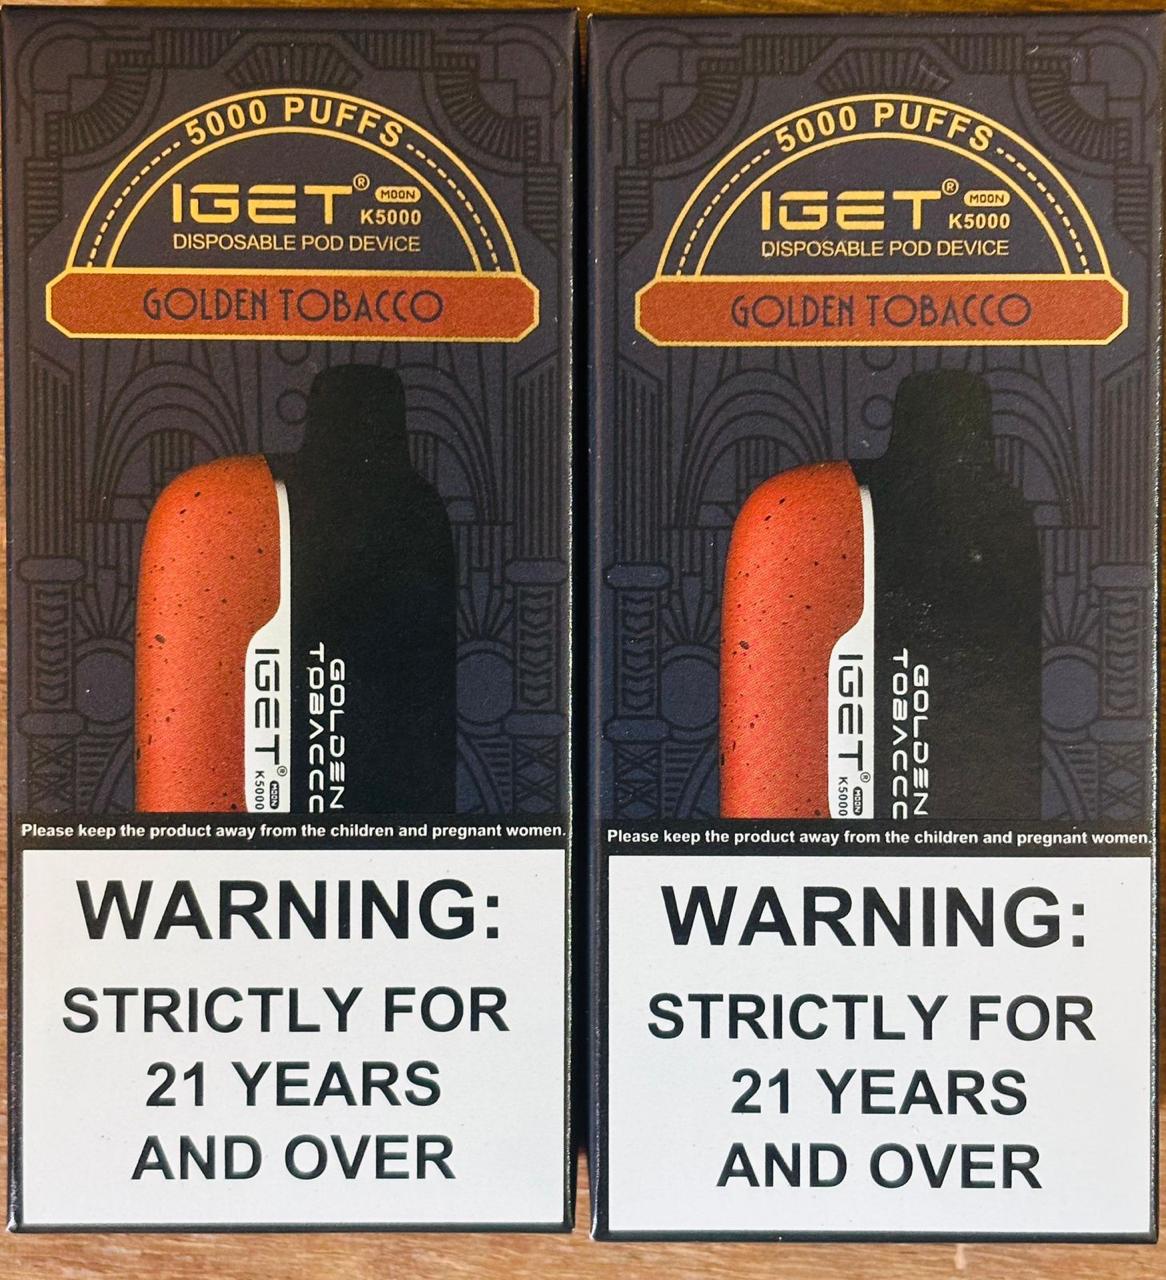 5000 PUFFS
IGET® MOON
K5000
DISPOSABLE POD DEVICE
GOLDEN TOBACCO
IGET® MOON
K5000
GOLDEN
TOBACCO
Please keep the product away from the children and pregnant women.
WARNING:
STRICTLY FOR
21 YEARS
AND OVER
5000 PUFFS
IGET® MOON
K5000
DISPOSABLE POD DEVICE
GOLDEN TOBACCO
IGET® MOON
K5000
GOLDEN
TOBACCO
Please keep the product away from the children and pregnant women.
WARNING:
STRICTLY FOR
21 YEARS
AND OVER